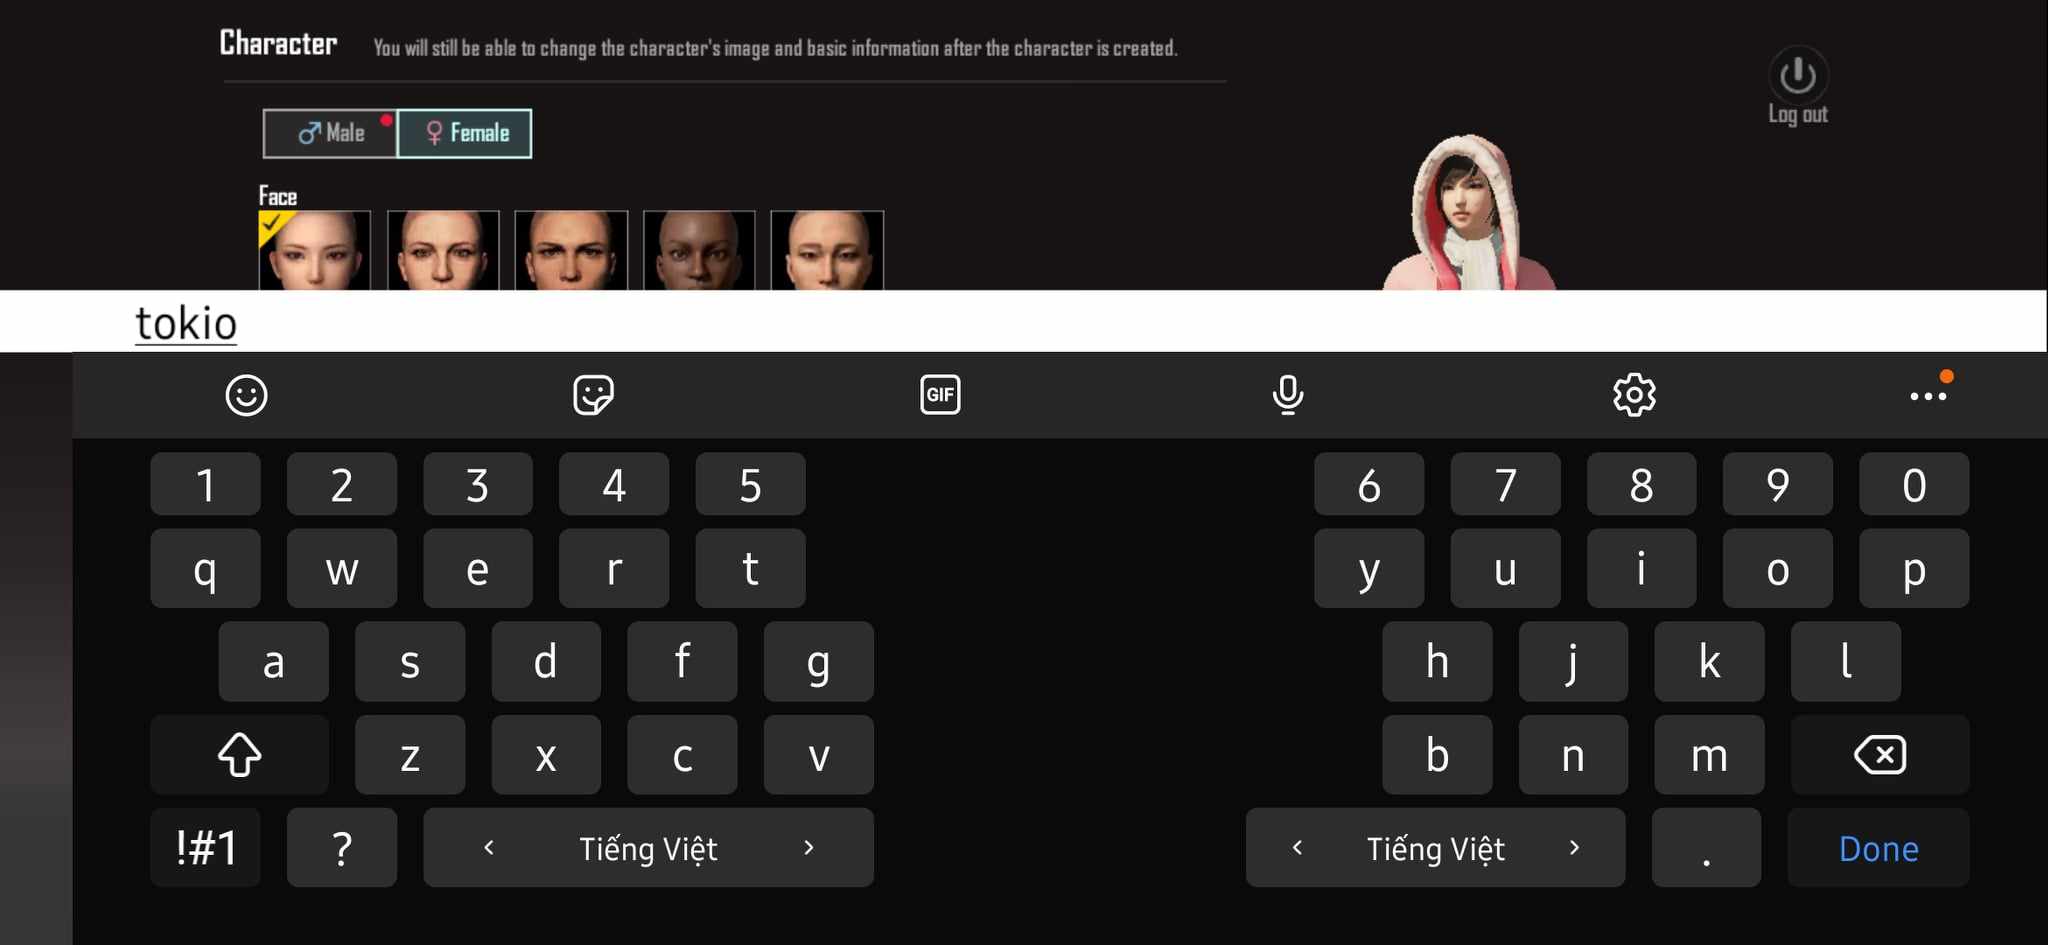 Character You will still be able to change the character's image and basic information after the character is created.
Log out
♂ Male ♀ Female
Face
tokio
GIF
1 2 3 4 5 6 7 8 9 0
q w e r t y u i o p
a s d f g h j k l
z x c v b n m
!#1 ? < Tiếng Việt > < Tiếng Việt > . Done